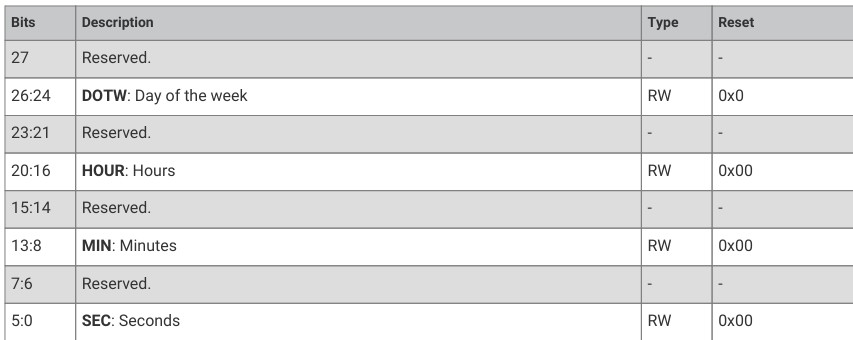 Bits Description Type Reset
27 Reserved. - -
26:24 DOTW: Day of the week RW 0x0
23:21 Reserved. - -
20:16 HOUR: Hours RW 0x00
15:14 Reserved. - -
13:8 MIN: Minutes RW 0x00
7:6 Reserved. - -
5:0 SEC: Seconds RW 0x00